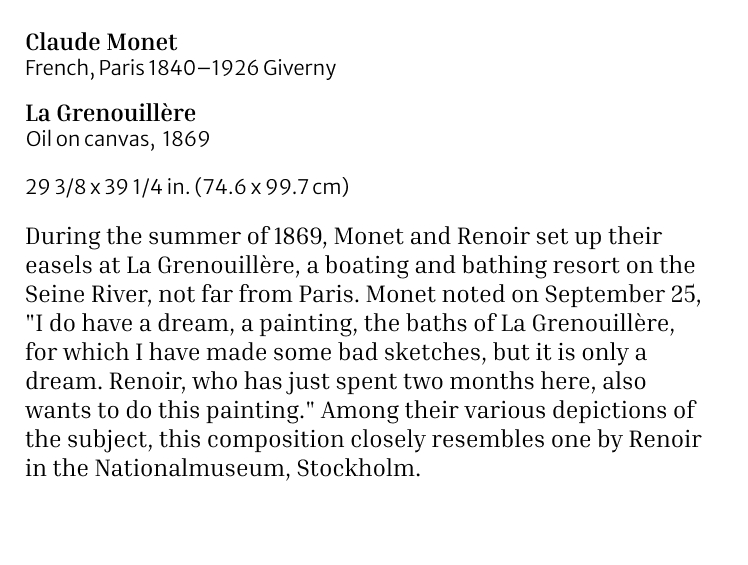 Claude Monet
French, Paris 1840–1926 Giverny
La Grenouillère
Oil on canvas, 1869
29 3/8 x 39 1/4 in. (74.6 x 99.7 cm)
During the summer of 1869, Monet and Renoir set up their
easels at La Grenouillère, a boating and bathing resort on the
Seine River, not far from Paris. Monet noted on September 25,
"I do have a dream, a painting, the baths of La Grenouillère,
for which I have made some bad sketches, but it is only a
dream. Renoir, who has just spent two months here, also
wants to do this painting." Among their various depictions of
the subject, this composition closely resembles one by Renoir
in the Nationalmuseum, Stockholm.